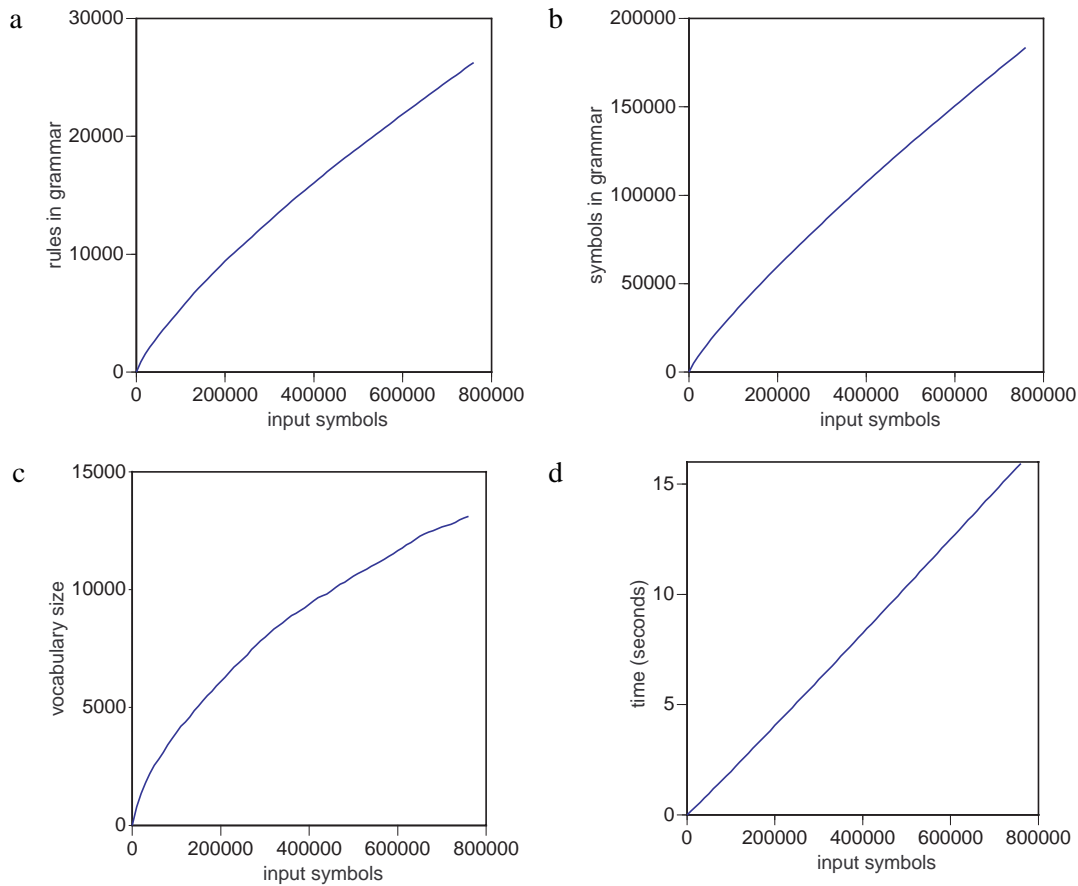 a
30000
20000
10000
0
rules in grammar
0 200000 400000 600000 800000
input symbols
b
200000
150000
100000
50000
0
symbols in grammar
0 200000 400000 600000 800000
input symbols
c
15000
10000
5000
0
vocabulary size
0 200000 400000 600000 800000
input symbols
d
15
10
5
0
time (seconds)
0 200000 400000 600000 800000
input symbols